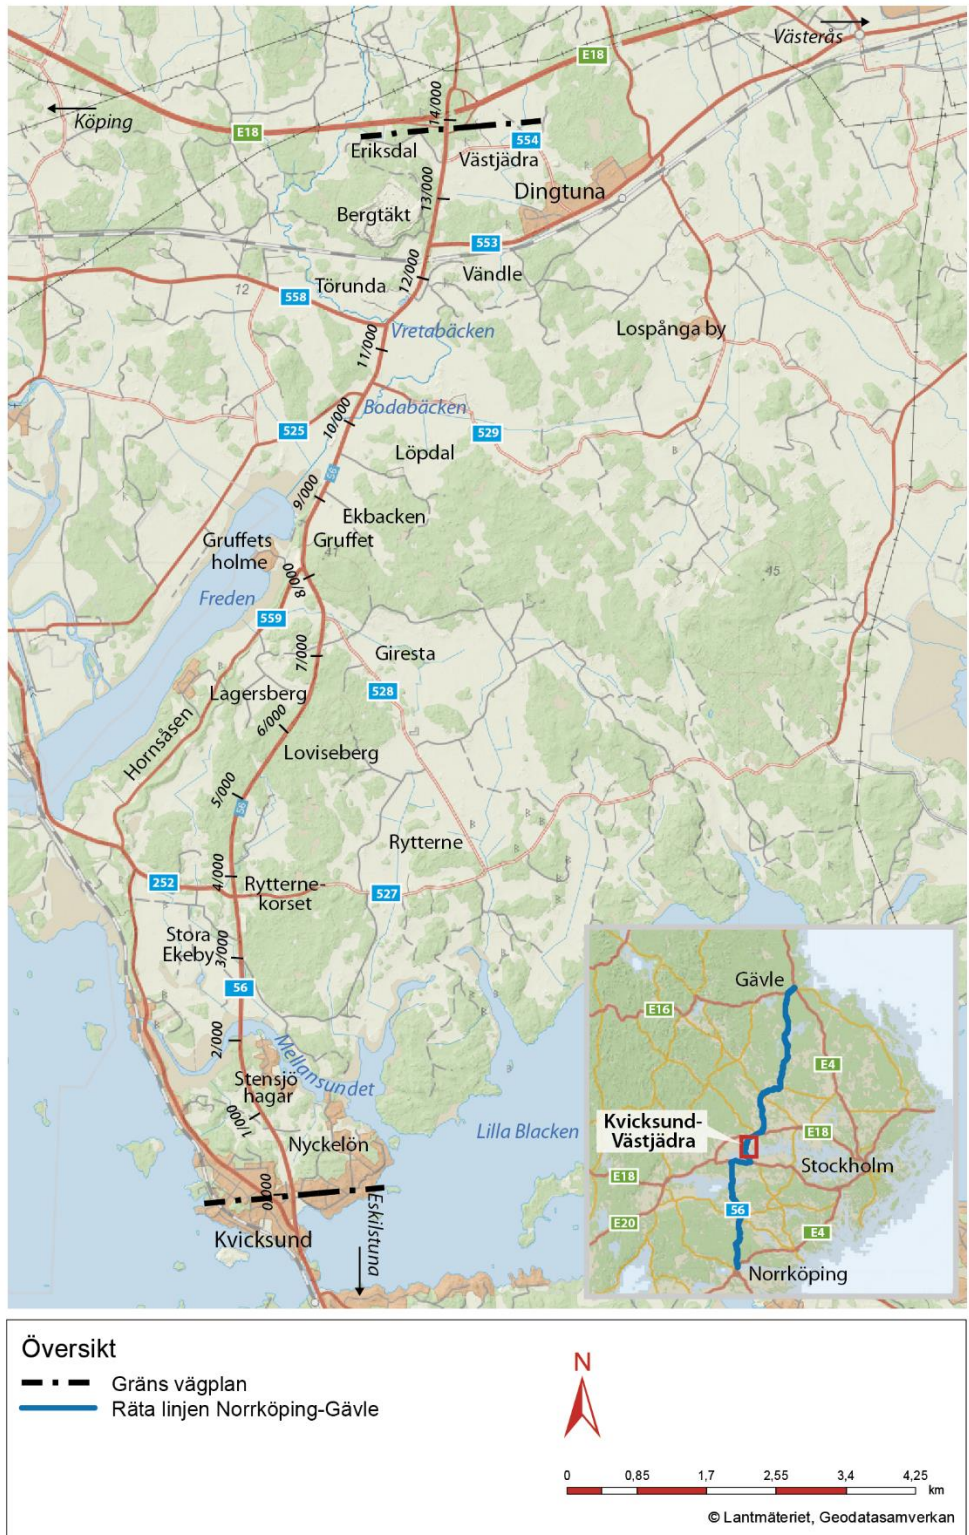 Västerås
E18
Köping
14/000
E18
554
Eriksdal
Västjädra
Dingtuna
13/000
Bergtäkt
553
12/000
Vändle
Törunda
12
558
Vretabäcken
Lospånga by
11/000
Bodabäcken
10/000
525
529
Löpdal
56
9/000
Ekbacken
Gruffets
holme
Gruffet
41
8/000
45
Freden
559
7/000
Giresta
528
Lagersberg
6/000
Hornsåsen
Loviseberg
5/000
56
Rytterne
4/000
252
Rytterne-
korset
527
Stora
Ekeby
3/000
56
2/000
Mellansundet
Stensjö
hagar
1/000
Nyckelön
Lilla Blacken
0/000
Eskilstuna
Kvicksund
Gävle
E16
E4
Kvicksund-
Västjädra
E18
Stockholm
E18
56
E20
E4
Norrköping
Översikt
Gräns vägplan
Räta linjen Norrköping-Gävle
N
0 0,85 1,7 2,55 3,4 4,25
km
© Lantmäteriet, Geodatasamverkan